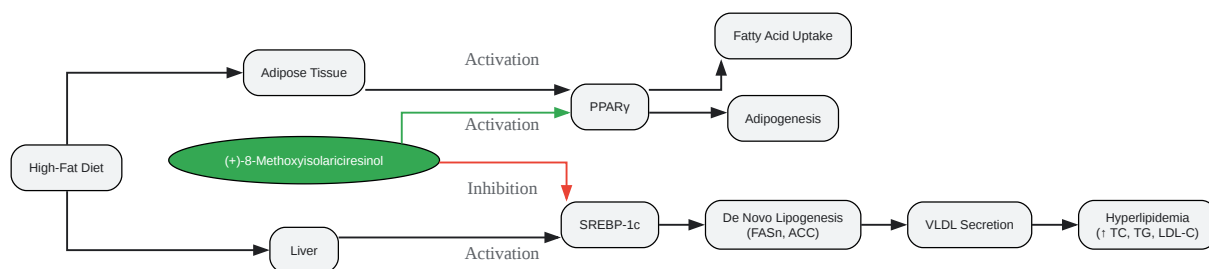 Fatty Acid Uptake
Activation
Adipose Tissue
PPARγ
Adipogenesis
Activation
(+)-8-Methoxyisolariciresinol
High-Fat Diet
Inhibition
SREBP-1c
De Novo Lipogenesis
(FASn, ACC)
VLDL Secretion
Hyperlipidemia
(↑ TC, TG, LDL-C)
Liver
Activation